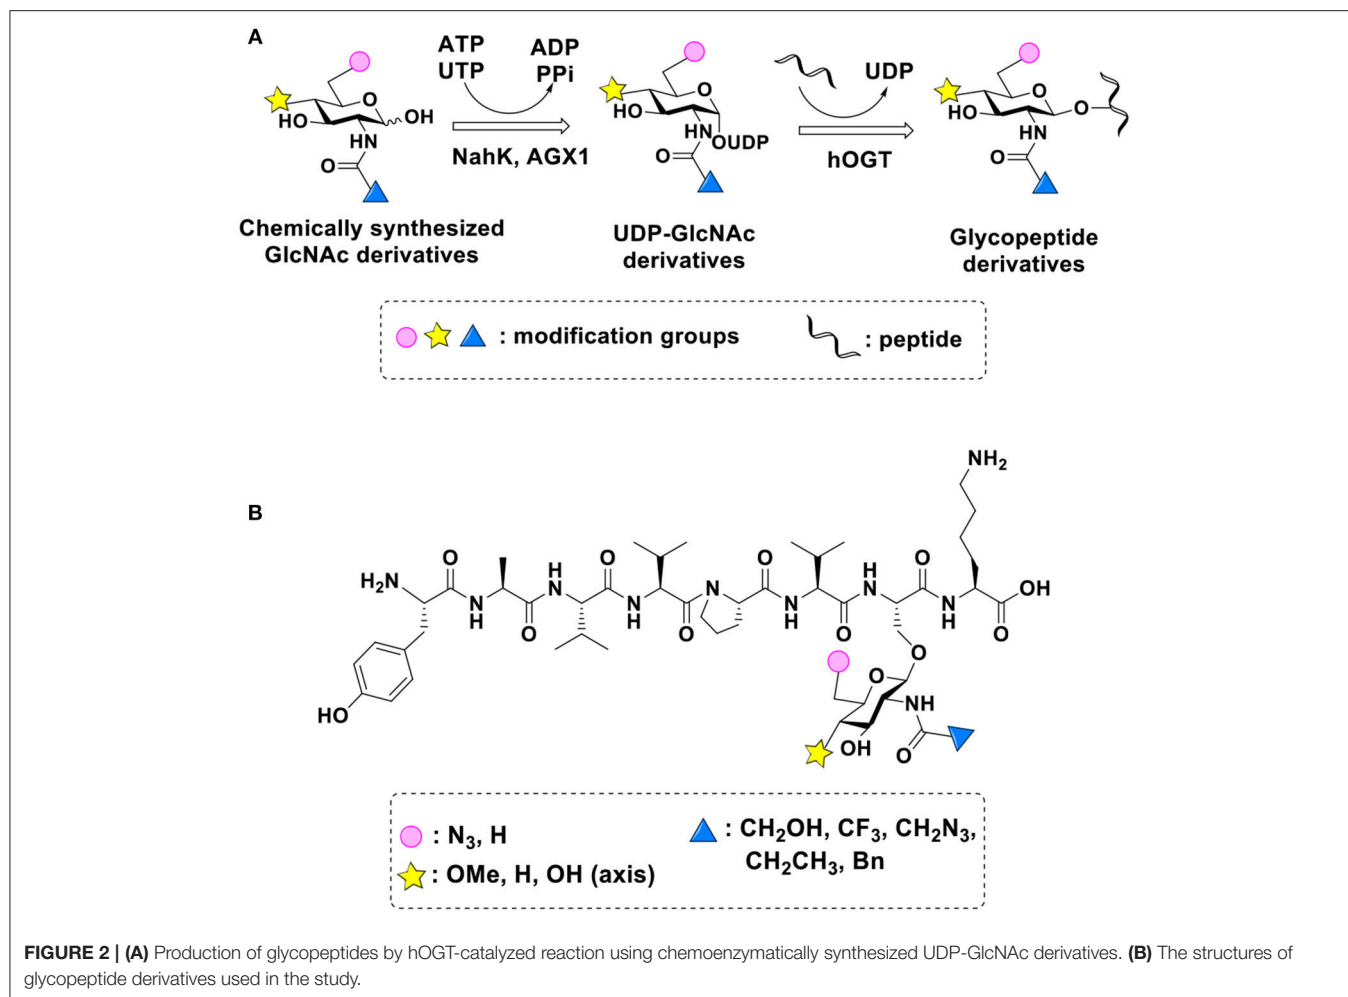 A
ATP
UTP
ADP
PPi
UDP
O
HO
OH
HN
O
NahK, AGX1
O
HO
HN
OUDP
O
hOGT
O
HO
O
HN
O
Chemically synthesized
GlcNAc derivatives
UDP-GlcNAc
derivatives
Glycopeptide
derivatives
: modification groups
: peptide
B
NH2
H2N
O
N
H
O
H
N
O
N
H
O
N
O
N
H
O
H
N
O
N
H
OH
O
HO
O
O
NH
OH
O
: N3, H
: OMe, H, OH (axis)
: CH2OH, CF3, CH2N3,
CH2CH3, Bn
FIGURE 2 | (A) Production of glycopeptides by hOGT-catalyzed reaction using chemoenzymatically synthesized UDP-GlcNAc derivatives. (B) The structures of
glycopeptide derivatives used in the study.